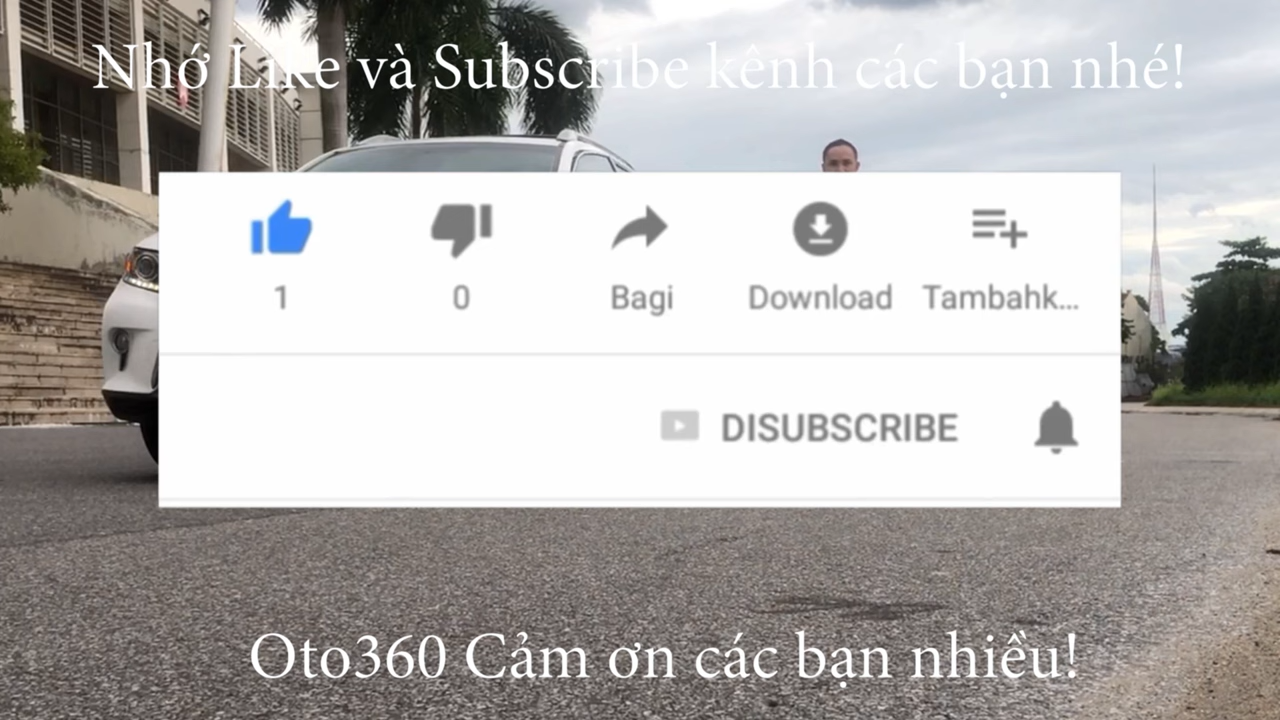 Nhớ Like và Subscribe kênh các bạn nhé!
1 0 Bagi Download Tambahk...
DISUBSCRIBE
Oto360 Cảm ơn các bạn nhiều!